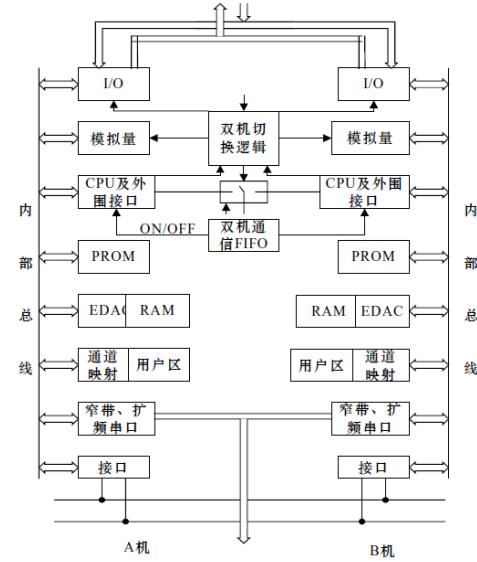 I/O
I/O
模拟量
双机切
换逻辑
模拟量
CPU及外
围接口
CPU及外围
接口
内
内
ON/OFF
双机通
信FIFO
部
部
PROM
PROM
总
EDAC
RAM
RAM
EDAC
总
线
通道
映射
用户区
用户区
通道
映射
线
窄带、扩
频串口
窄带、扩
频串口
接口
接口
A机
B机